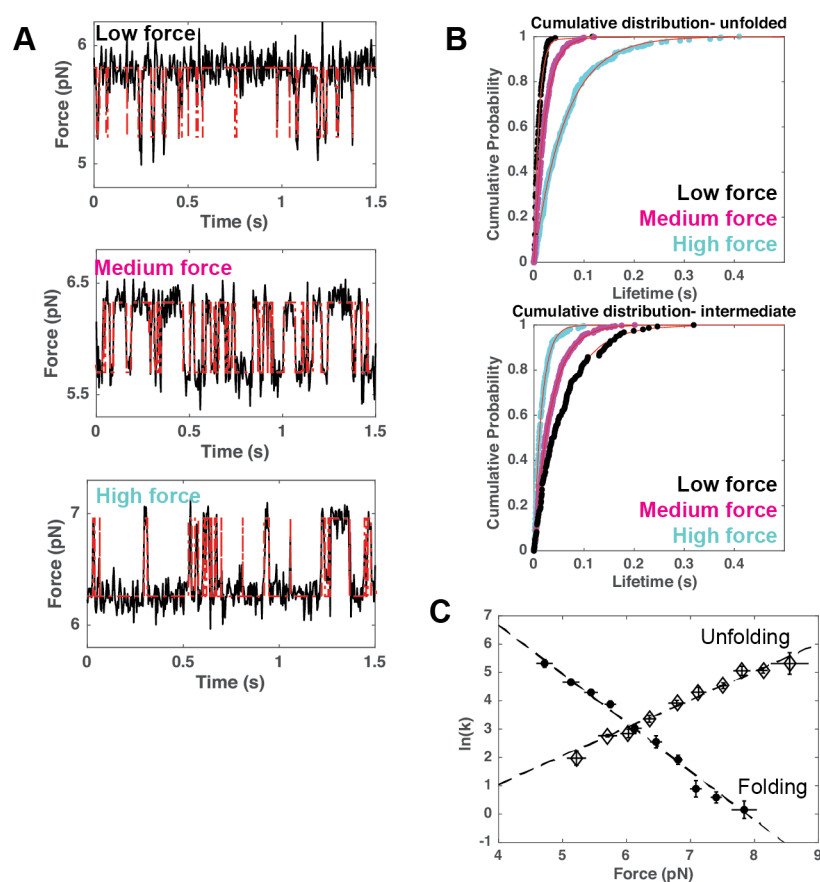 A
Low force
6
5
Force (pN)
0
0.5
1
1.5
Time (s)
Medium force
6.5
5.5
Force (pN)
0
0.5
1
1.5
Time (s)
High force
7
6
Force (pN)
0
0.5
1
1.5
Time (s)
B
Cumulative distribution- unfolded
1
0.8
0.6
0.4
0.2
0
Cumulative Probability
Low force
Medium force
High force
0
0.1
0.2
0.3
0.4
Lifetime (s)
Cumulative distribution- intermediate
1
0.8
0.6
0.4
0.2
0
Cumulative Probability
Low force
Medium force
High force
0
0.1
0.2
0.3
0.4
Lifetime (s)
C
7
6
5
4
3
2
1
0
-1
ln(k)
Unfolding
Folding
4
5
6
7
8
9
Force (pN)